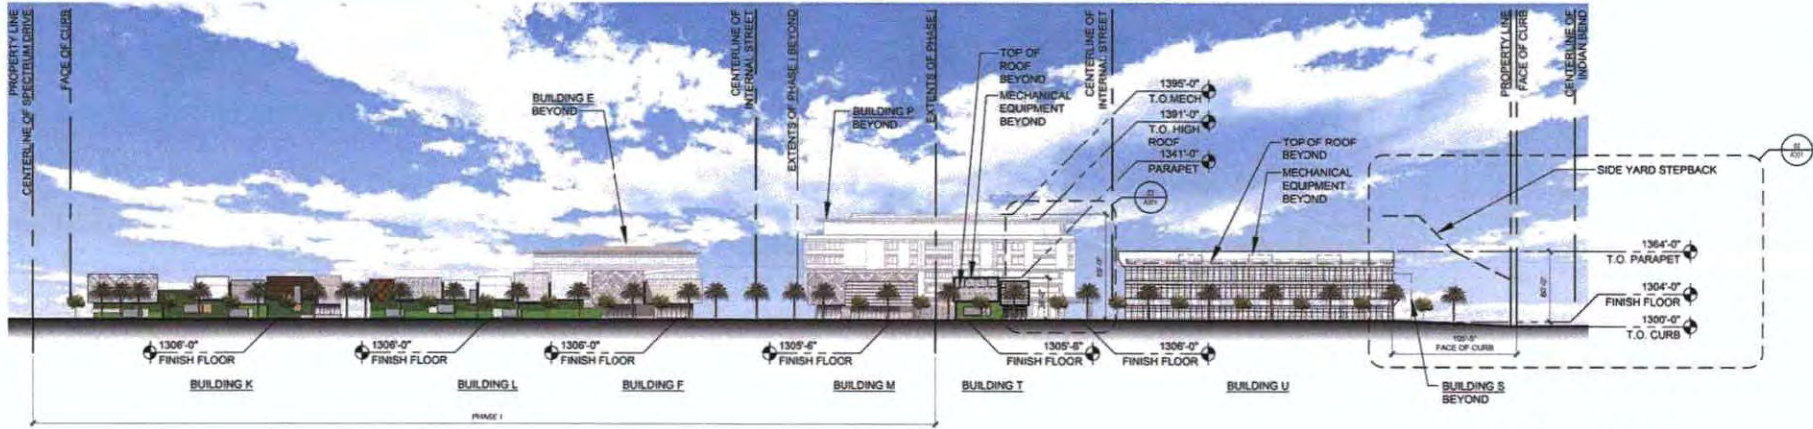 PROPERTY LINE
CENTERLINE OF SPECTRUM DRIVE
FACE OF CURB
BUILDING E
BEYOND
CENTERLINE OF
INTERNAL STREET
EXTENTS OF PHASE I BEYOND
BUILDING P
BEYOND
EXTENTS OF PHASE I
TOP OF
ROOF
BEYOND
MECHANICAL
EQUIPMENT
BEYOND
CENTERLINE OF
INTERNAL STREET
1395'-0"
T.O.MECH
1391'-0"
T.O. HIGH
ROOF
1341'-0"
PARAPET
TOP OF ROOF
BEYOND
MECHANICAL
EQUIPMENT
BEYOND
PROPERTY LINE
FACE OF CURB
CENTERLINE OF
INDIAN BEND
SIDE YARD STEPBACK
1364'-0"
T.O. PARAPET
60'-0"
1304'-0"
FINISH FLOOR
1300'-0"
T.O. CURB
FACE OF CURB
1306'-0"
FINISH FLOOR
1306'-0"
FINISH FLOOR
1306'-0"
FINISH FLOOR
1305'-6"
FINISH FLOOR
1305'-6"
FINISH FLOOR
1306'-0"
FINISH FLOOR
BUILDING K
BUILDING L
BUILDING F
BUILDING M
BUILDING T
BUILDING U
BUILDING S
BEYOND
PHASE I